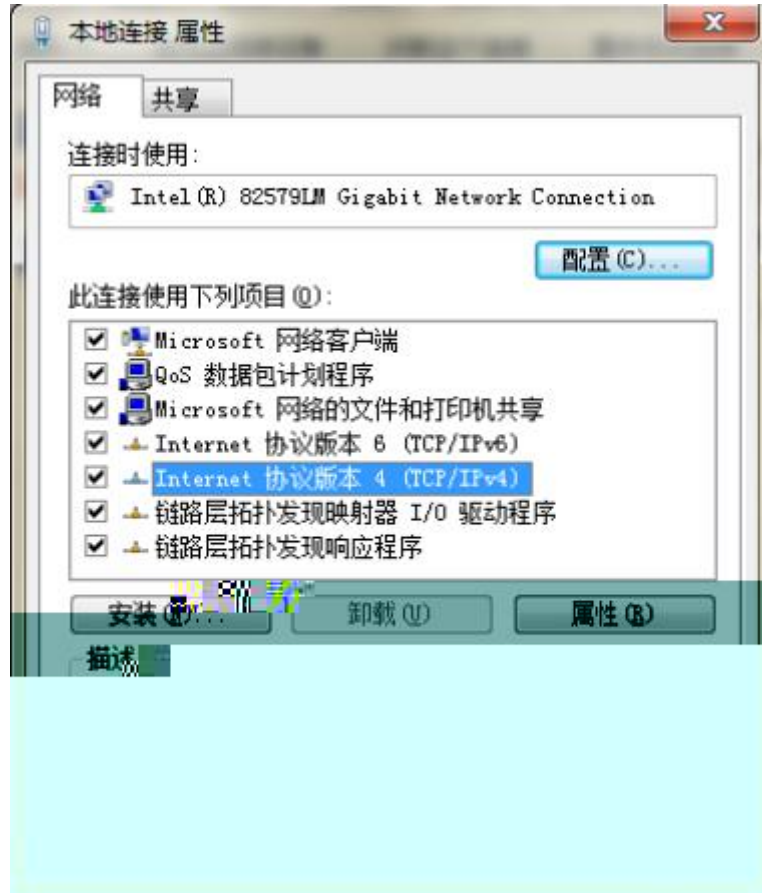 本地连接 属性
网络 共享
连接时使用:
Intel(R) 82579LM Gigabit Network Connection
配置(C)...
此连接使用下列项目(O):
Microsoft 网络客户端
QoS 数据包计划程序
Microsoft 网络的文件和打印机共享
Internet 协议版本 6 (TCP/IPv6)
Internet 协议版本 4 (TCP/IPv4)
链路层拓扑发现映射器 I/O 驱动程序
链路层拓扑发现响应程序
安装 卸载(U) 属性(R)
描述